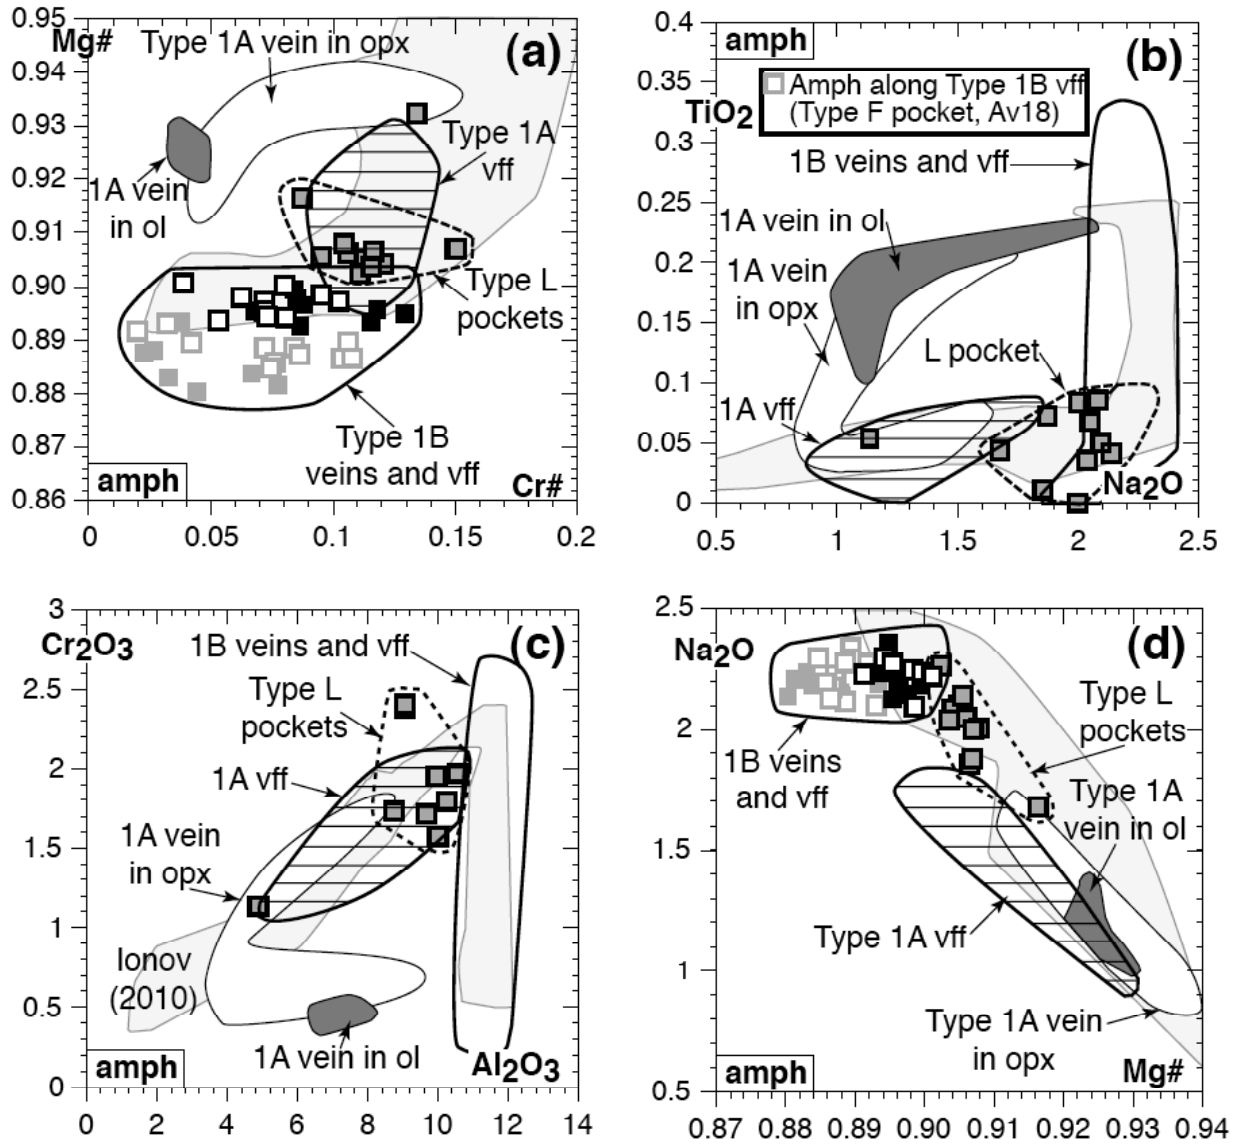 0.95
0.94
0.93
0.92
0.91
0.90
0.89
0.88
0.87
0.86
Mg#
Type 1A vein in opx
(a)
Type 1A
vff
1A vein
in ol
Type L
pockets
Type 1B
veins and vff
amph
Cr#
0
0.05
0.1
0.15
0.2
0.4
0.35
0.3
0.25
0.2
0.15
0.1
0.05
0
amph
(b)
TiO2
Amph along Type 1B vff
(Type F pocket, Av18)
1B veins and vff
1A vein in ol
1A vein
in opx
L pocket
1A vff
Na2O
0.5
1
1.5
2
2.5
3
2.5
2
1.5
1
0.5
0
Cr2O3
1B veins and vff
(c)
Type L
pockets
1A vff
1A vein
in opx
Ionov
(2010)
1A vein in ol
amph
Al2O3
0
2
4
6
8
10
12
14
2.5
2
1.5
1
0.5
Na2O
(d)
Type L
pockets
1B veins
and vff
Type 1A
vein in ol
Type 1A vff
Type 1A vein
in opx
amph
Mg#
0.87
0.88
0.89
0.90
0.91
0.92
0.93
0.94